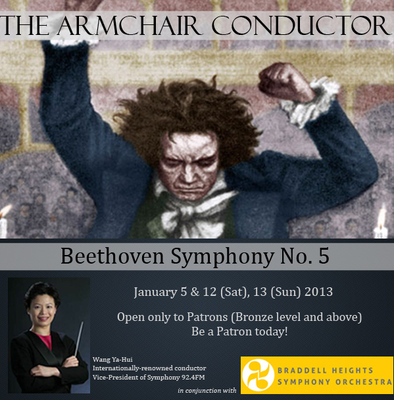 THE ARMCHAIR CONDUCTOR
Beethoven Symphony No. 5
January 5 & 12 (Sat), 13 (Sun) 2013
Open only to Patrons (Bronze level and above)
Be a Patron today!
Wang Ya-Hui
Internationally-renowned conductor
Vice-President of Symphony 92.4FM
in conjunction with
BRADDELL HEIGHTS
SYMPHONY ORCHESTRA